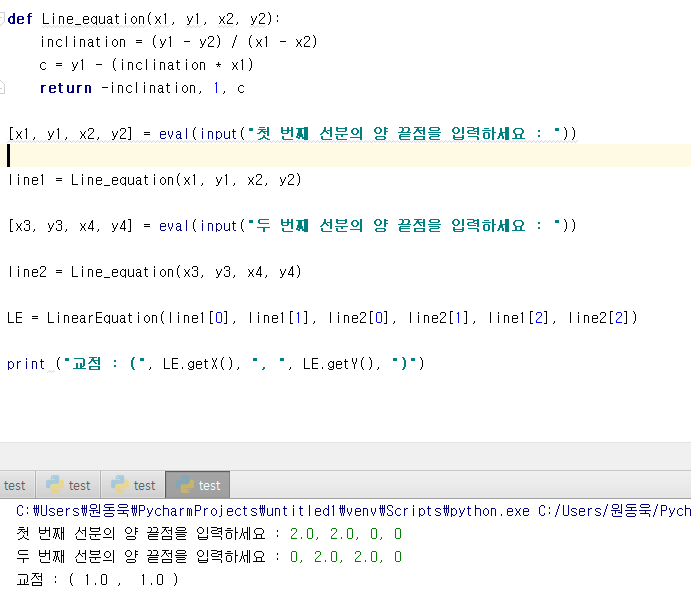 def Line_equation(x1, y1, x2, y2):
    inclination = (y1 - y2) / (x1 - x2)
    c = y1 - (inclination * x1)
    return -inclination, 1, c
[x1, y1, x2, y2] = eval(input("첫 번째 선분의 양 끝점을 입력하세요 : "))
line1 = Line_equation(x1, y1, x2, y2)
[x3, y3, x4, y4] = eval(input("두 번째 선분의 양 끝점을 입력하세요 : "))
line2 = Line_equation(x3, y3, x4, y4)
LE = LinearEquation(line1[0], line1[1], line2[0], line2[1], line1[2], line2[2])
print ("교점 : (", LE.getX(), ", ", LE.getY(), ")")
test test test test
C:₩Users₩원동욱₩PycharmProjects₩untitled1₩venv₩Scripts₩python.exe C:/Users/원동욱/Pych
첫 번째 선분의 양 끝점을 입력하세요 : 2.0, 2.0, 0, 0
두 번째 선분의 양 끝점을 입력하세요 : 0, 2.0, 2.0, 0
교점 : ( 1.0 ,  1.0 )